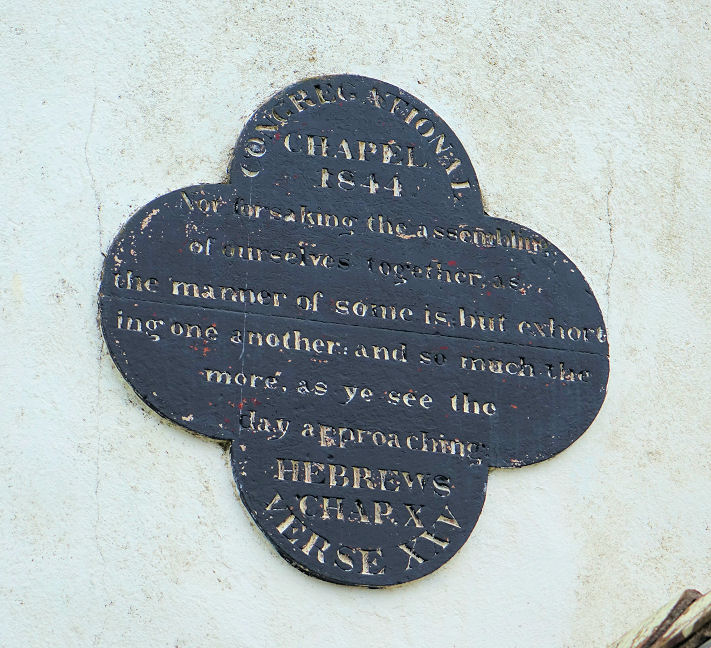 CONGREGATIONAL
CHAPEL
1844
Not forsaking the assembling
of ourselves together, as
the manner of some is, but exhort
ing one another: and so much the
more, as ye see the
day approaching
HEBREWS
CHAP. X
VERSE XXV